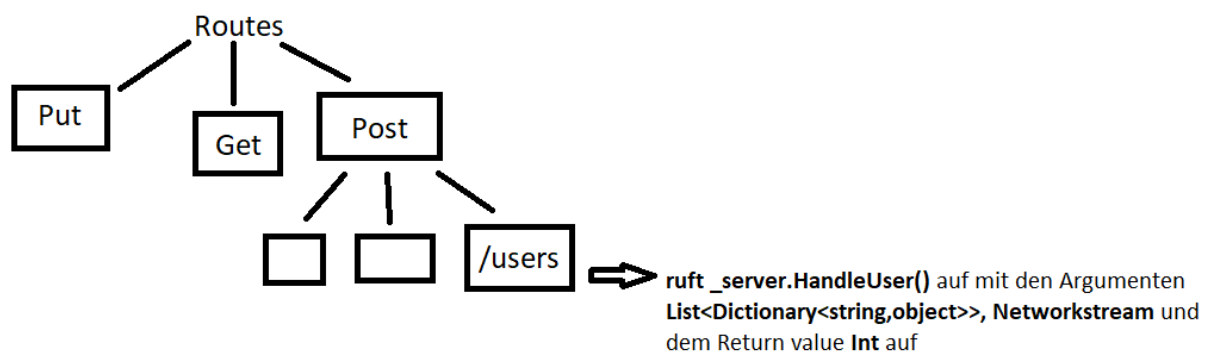 Routes
Put
Get
Post
/users
ruft _server.HandleUser() auf mit den Argumenten
List<Dictionary<string,object>>, Networkstream und
dem Return value Int auf